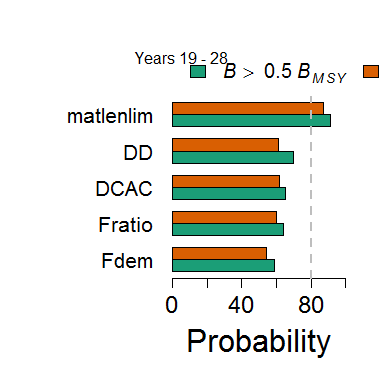 Years 19 - 28
B > 0.5 B_MSY
matlenlim
DD
DCAC
Fratio
Fdem
0 40 80
Probability